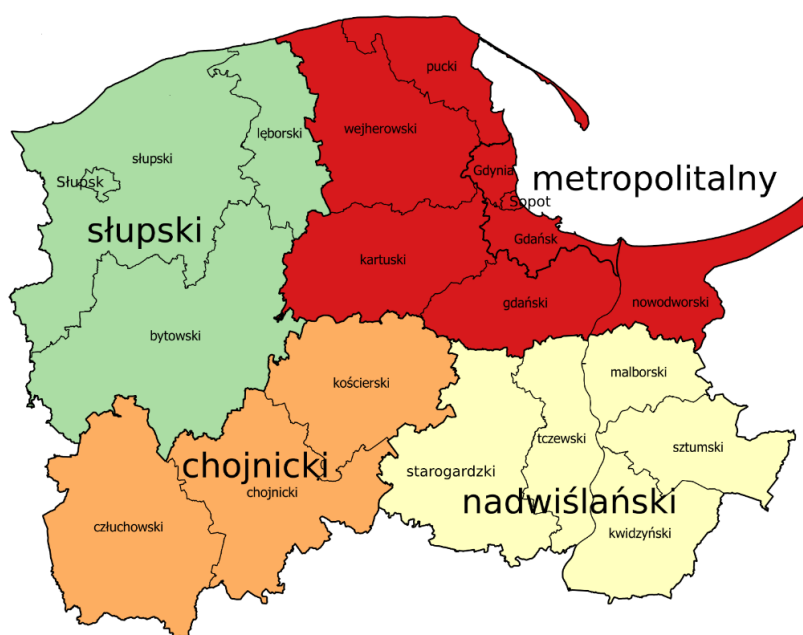 pucki
lęborski
wejherowski
słupski
Gdynia
Słupsk
metropolitalny
Sopot
słupski
Gdańsk
kartuski
gdański
nowodworski
bytowski
malborski
kościerski
tczewski
sztumski
chojnicki
starogardzki
chojnicki
nadwiślański
człuchowski
kwidzyński